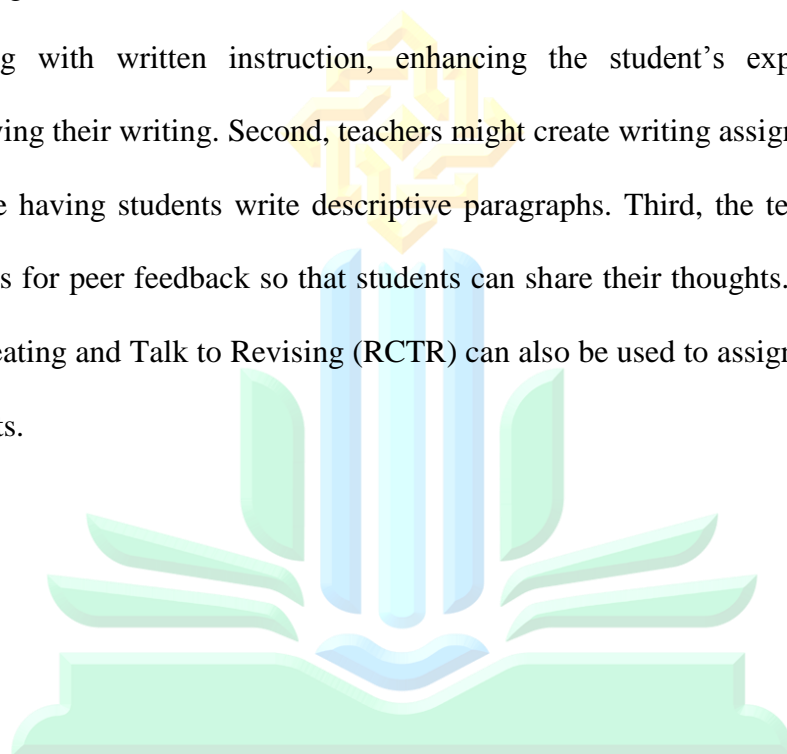 g with written instruction, enhancing the student’s exp
ving their writing. Second, teachers might create writing assign
e having students write descriptive paragraphs. Third, the te
s for peer feedback so that students can share their thoughts.
eating and Talk to Revising (RCTR) can also be used to assign
ts.